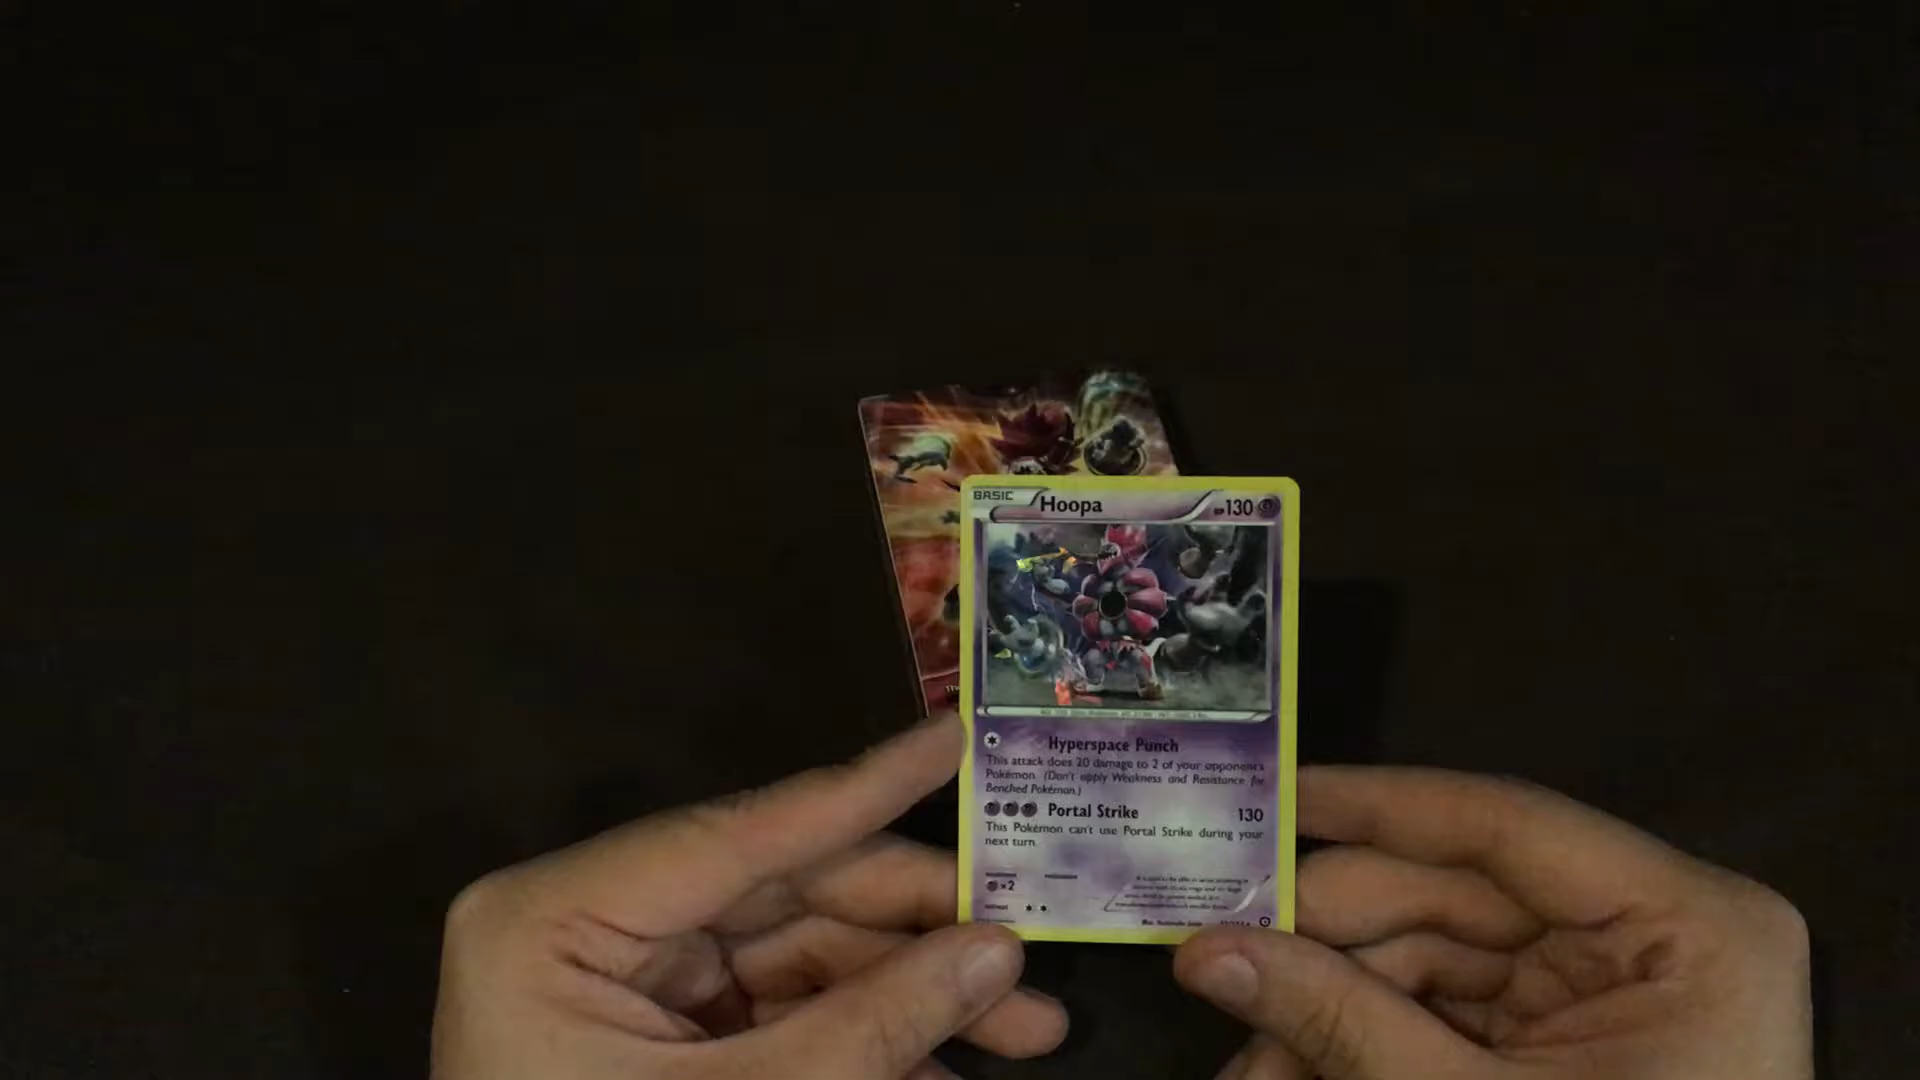 BASIC Hoopa HP130
Hyperspace Punch
This attack does 20 damage to 2 of your opponent's
Pokémon. (Don't apply Weakness and Resistance for
Benched Pokémon.)
Portal Strike 130
This Pokémon can't use Portal Strike during your
next turn.
×2